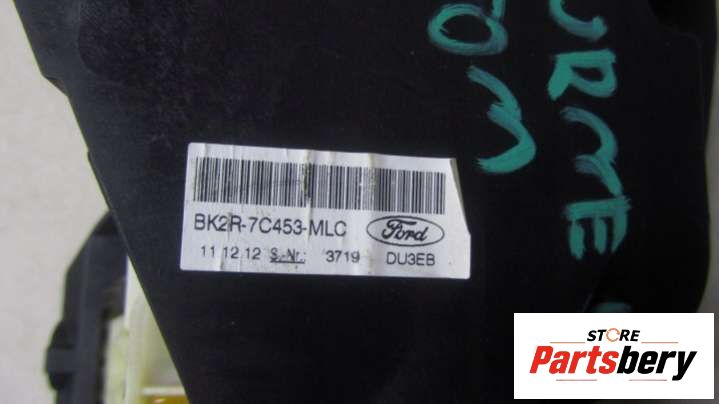 BK2R-7C453-MLC
Ford
11.12.12 S.-Nr.: 3719 DU3EB
STORE
Partsbery